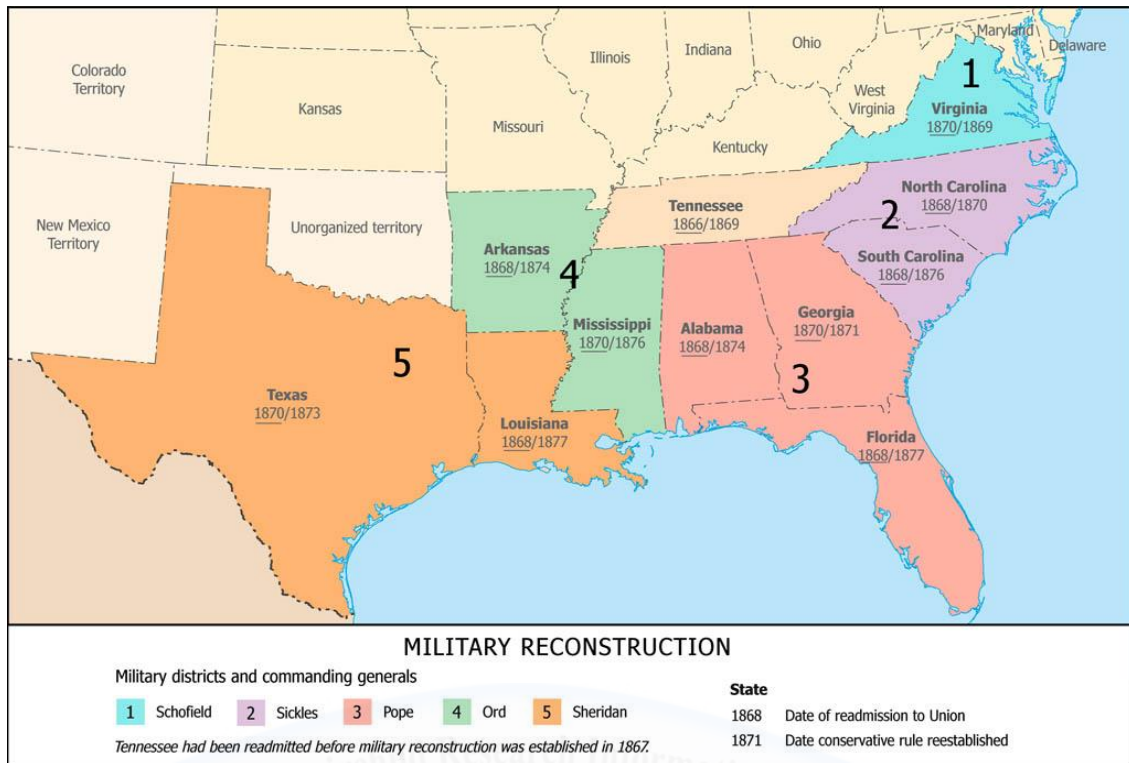 Maryland
Delaware
Ohio
Indiana
Illinois
Colorado
Territory
1
West
Virginia
Virginia
1870/1869
Kansas
Missouri
Kentucky
North Carolina
1868/1870
Tennessee
1866/1869
2
New Mexico
Territory
Unorganized territory
Arkansas
1868/1874
4
South Carolina
1868/1876
Mississippi
1870/1876
Alabama
1868/1874
Georgia
1870/1871
5
3
Texas
1870/1873
Louisiana
1868/1877
Florida
1868/1877
MILITARY RECONSTRUCTION
Military districts and commanding generals
1 Schofield 2 Sickles 3 Pope 4 Ord 5 Sheridan
Tennessee had been readmitted before military reconstruction was established in 1867.
State
1868 Date of readmission to Union
1871 Date conservative rule reestablished